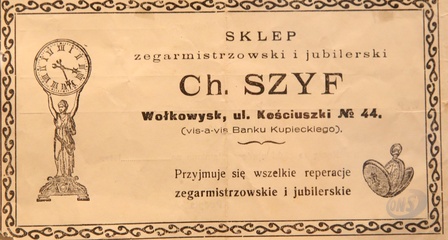 SKLEP
zegarmistrzowski i jubilerski
Ch. SZYF
Wołkowysk, ul. Kościuszki № 44.
(vis-a-vis Banku Kupieckiego).
Przyjmuje się wszelkie reperacje
zegarmistrzowskie i jubilerskie